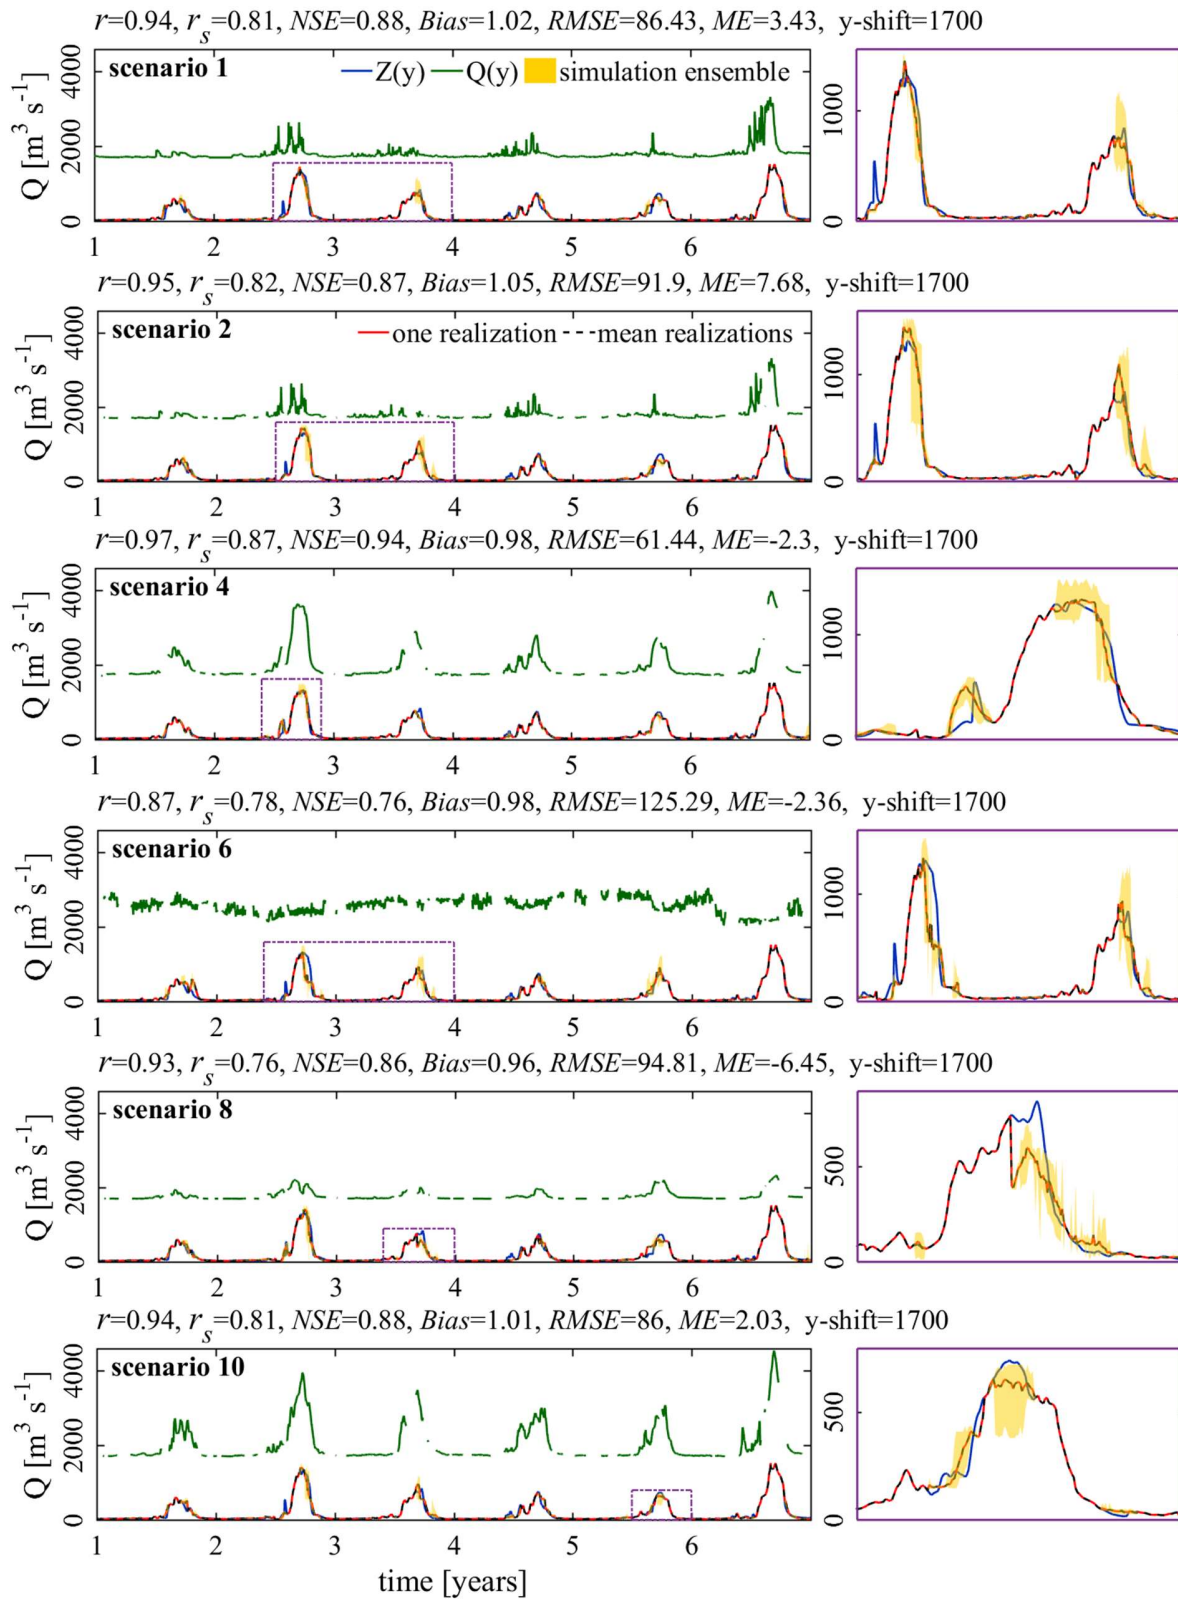 r=0.94, r_s=0.81, NSE=0.88, Bias=1.02, RMSE=86.43, ME=3.43, y-shift=1700
scenario 1
Z(y) Q(y) simulation ensemble
Q [m³ s⁻¹]
0 2000 4000
1 2 3 4 5 6
0 1000
r=0.95, r_s=0.82, NSE=0.87, Bias=1.05, RMSE=91.9, ME=7.68, y-shift=1700
scenario 2
one realization mean realizations
Q [m³ s⁻¹]
0 2000 4000
1 2 3 4 5 6
0 1000
r=0.97, r_s=0.87, NSE=0.94, Bias=0.98, RMSE=61.44, ME=-2.3, y-shift=1700
scenario 4
Q [m³ s⁻¹]
0 2000 4000
1 2 3 4 5 6
0 1000
r=0.87, r_s=0.78, NSE=0.76, Bias=0.98, RMSE=125.29, ME=-2.36, y-shift=1700
scenario 6
Q [m³ s⁻¹]
0 2000 4000
1 2 3 4 5 6
0 1000
r=0.93, r_s=0.76, NSE=0.86, Bias=0.96, RMSE=94.81, ME=-6.45, y-shift=1700
scenario 8
Q [m³ s⁻¹]
0 2000 4000
1 2 3 4 5 6
0 500
r=0.94, r_s=0.81, NSE=0.88, Bias=1.01, RMSE=86, ME=2.03, y-shift=1700
scenario 10
Q [m³ s⁻¹]
0 2000 4000
1 2 3 4 5 6
0 500
time [years]